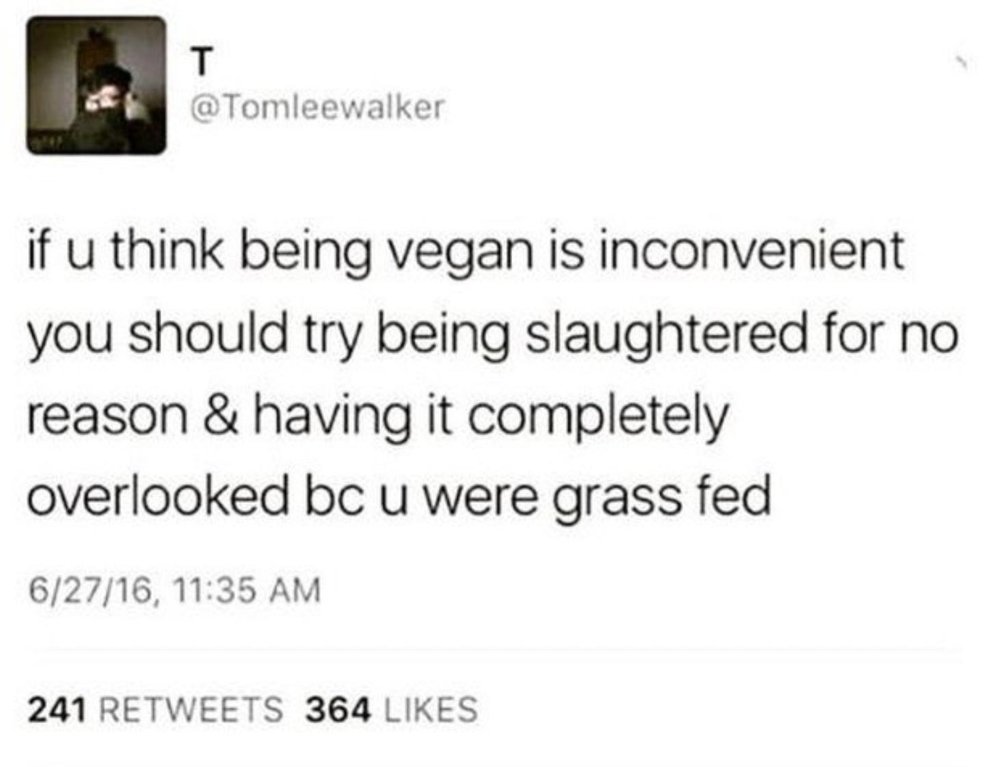 T
@Tomleewalker
if u think being vegan is inconvenient
you should try being slaughtered for no
reason & having it completely
overlooked bc u were grass fed
6/27/16, 11:35 AM
241 RETWEETS 364 LIKES